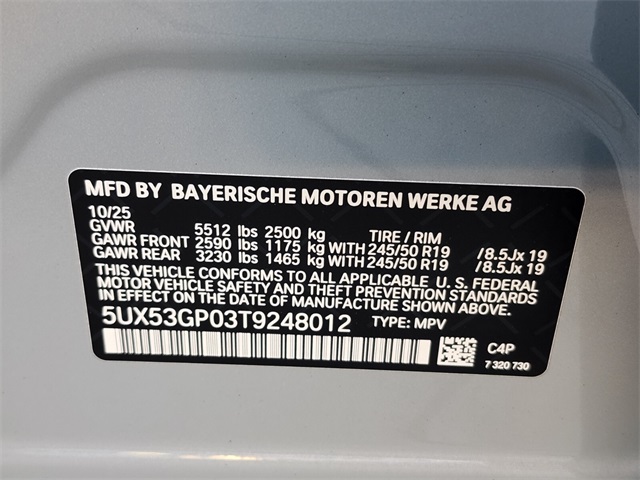 MFD BY BAYERISCHE MOTOREN WERKE AG
10/25
GVWR 5512 lbs 2500 kg TIRE / RIM
GAWR FRONT 2590 lbs 1175 kg WITH 245/50 R19 /8.5Jx 19
GAWR REAR 3230 lbs 1465 kg WITH 245/50 R19 /8.5Jx 19
THIS VEHICLE CONFORMS TO ALL APPLICABLE U.S. FEDERAL
MOTOR VEHICLE SAFETY AND THEFT PREVENTION STANDARDS
IN EFFECT ON THE DATE OF MANUFACTURE SHOWN ABOVE.
5UX53GP03T9248012 TYPE: MPV
C4P
7 320 730